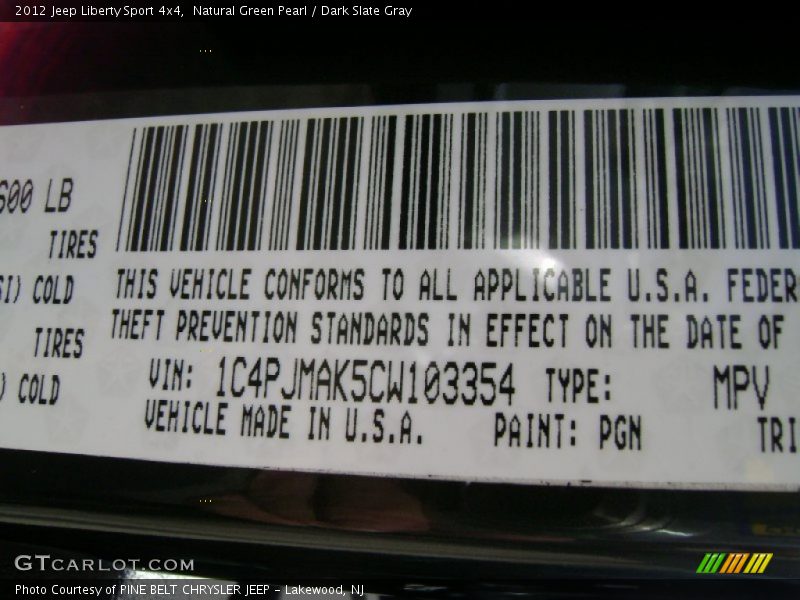 2012 Jeep Liberty Sport 4x4, Natural Green Pearl / Dark Slate Gray
600 LB
TIRES
SI) COLD
TIRES
) COLD
THIS VEHICLE CONFORMS TO ALL APPLICABLE U.S.A. FEDER
THEFT PREVENTION STANDARDS IN EFFECT ON THE DATE OF
VIN: 1C4PJMAK5CW103354 TYPE: MPV
VEHICLE MADE IN U.S.A. PAINT: PGN TRI
GTCARLOT.COM
Photo Courtesy of PINE BELT CHRYSLER JEEP - Lakewood, NJ